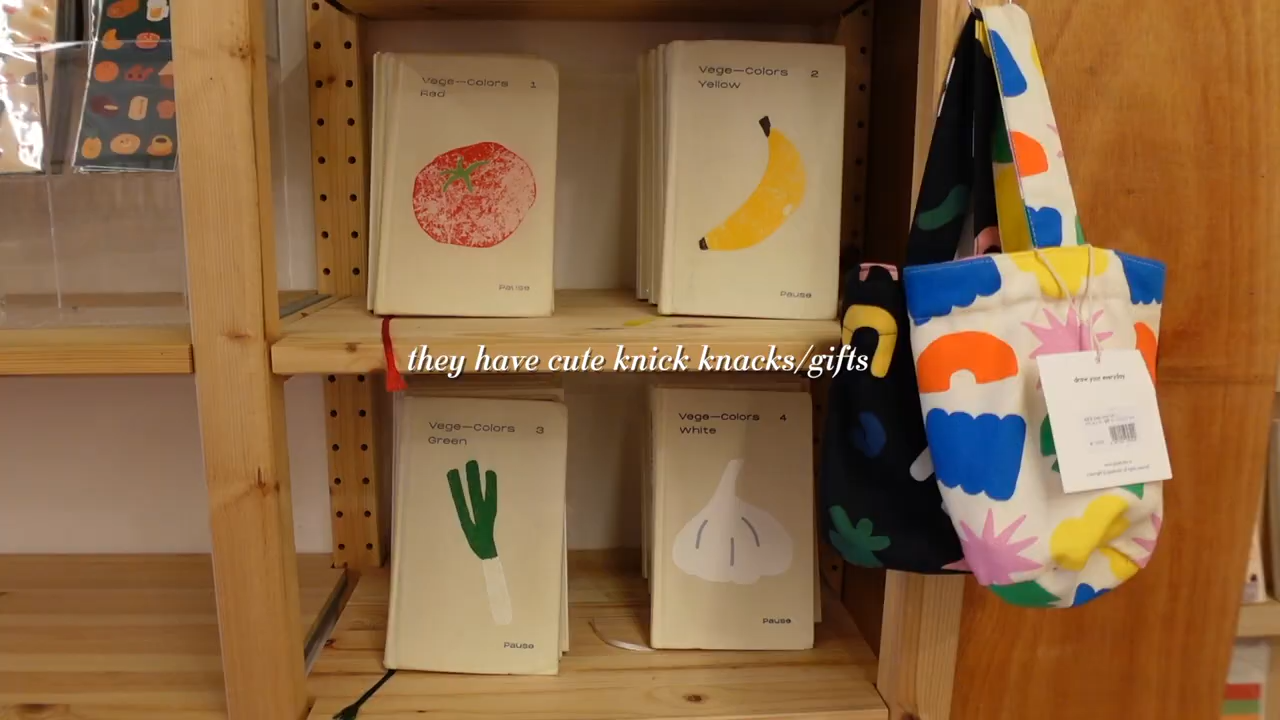 Vege—Colors 1
Red
Pause
Vege—Colors 2
Yellow
Pause
they have cute knick knacks/gifts
Vege—Colors 3
Green
Pause
Vege—Colors 4
White
Pause
draw your everyday